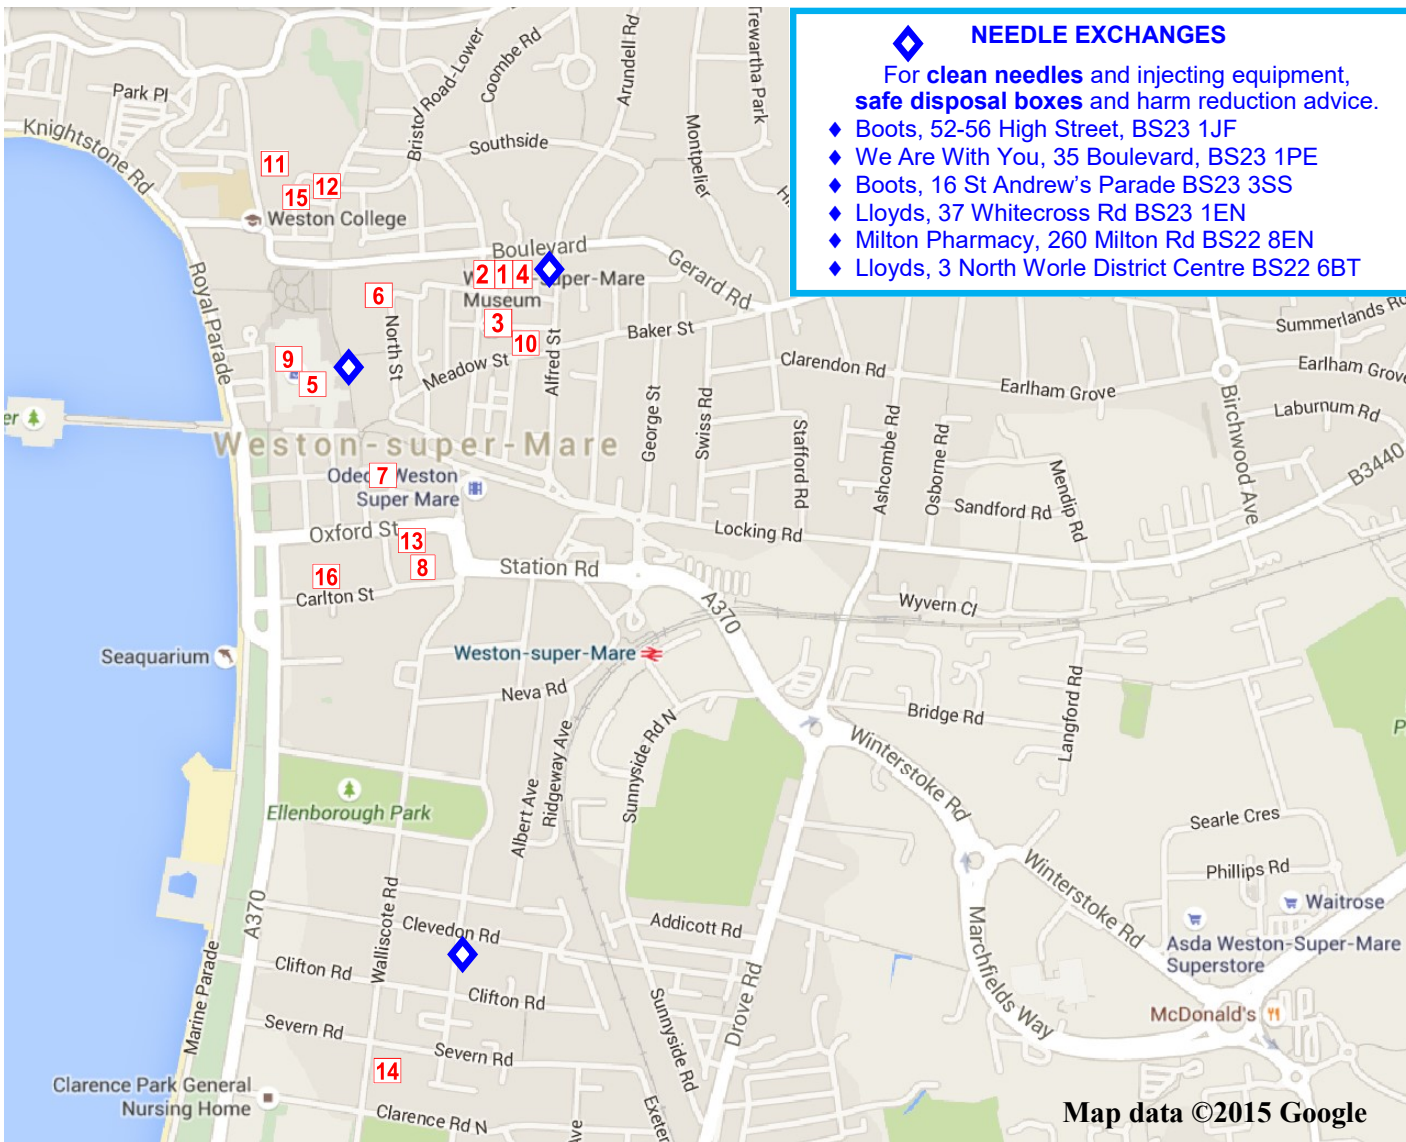 NEEDLE EXCHANGES
For clean needles and injecting equipment,
safe disposal boxes and harm reduction advice.
♦ Boots, 52-56 High Street, BS23 1JF
♦ We Are With You, 35 Boulevard, BS23 1PE
♦ Boots, 16 St Andrew's Parade BS23 3SS
♦ Lloyds, 37 Whitecross Rd BS23 1EN
♦ Milton Pharmacy, 260 Milton Rd BS22 8EN
♦ Lloyds, 3 North Worle District Centre BS22 6BT
Park Pl
Knightstone Rd
Bristol Road-Lower
Coombe Rd
Arundell Rd
Trewartha Park
Montpelier
Southside
11
12
15
Weston College
Boulevard
Gerard Rd
2
1
4
-super-Mare
Museum
6
3
10
North St
Meadow St
Alfred St
Baker St
Royal Parade
9
5
George St
Swiss Rd
Clarendon Rd
Stafford Rd
Ashcombe Rd
Osborne Rd
Earlham Grove
Summerlands Rd
Earlham Grove
Laburnum Rd
Birchwood Ave
B3440
Mendip Rd
Sandford Rd
er
Weston-super-Mare
7
Weston
Super Mare
Oxford St
13
8
Station Rd
Locking Rd
16
Carlton St
A370
Wyvern Cl
Seaquarium
Weston-super-Mare
Neva Rd
Sunnyside Rd N
Bridge Rd
Langford Rd
Winterstoke Rd
Ellenborough Park
Albert Ave
Ridgeway Ave
Searle Cres
Phillips Rd
Waitrose
Asda Weston-Super-Mare
Superstore
Winterstoke Rd
Marchfields Way
McDonald's
A370
Walliscote Rd
Clevedon Rd
Addicott Rd
Drove Rd
Marine Parade
Clifton Rd
Clifton Rd
Sunnyside Rd
Severn Rd
Severn Rd
14
Exeter
Clarence Park General
Nursing Home
Clarence Rd N
Ave
P
Map data ©2015 Google